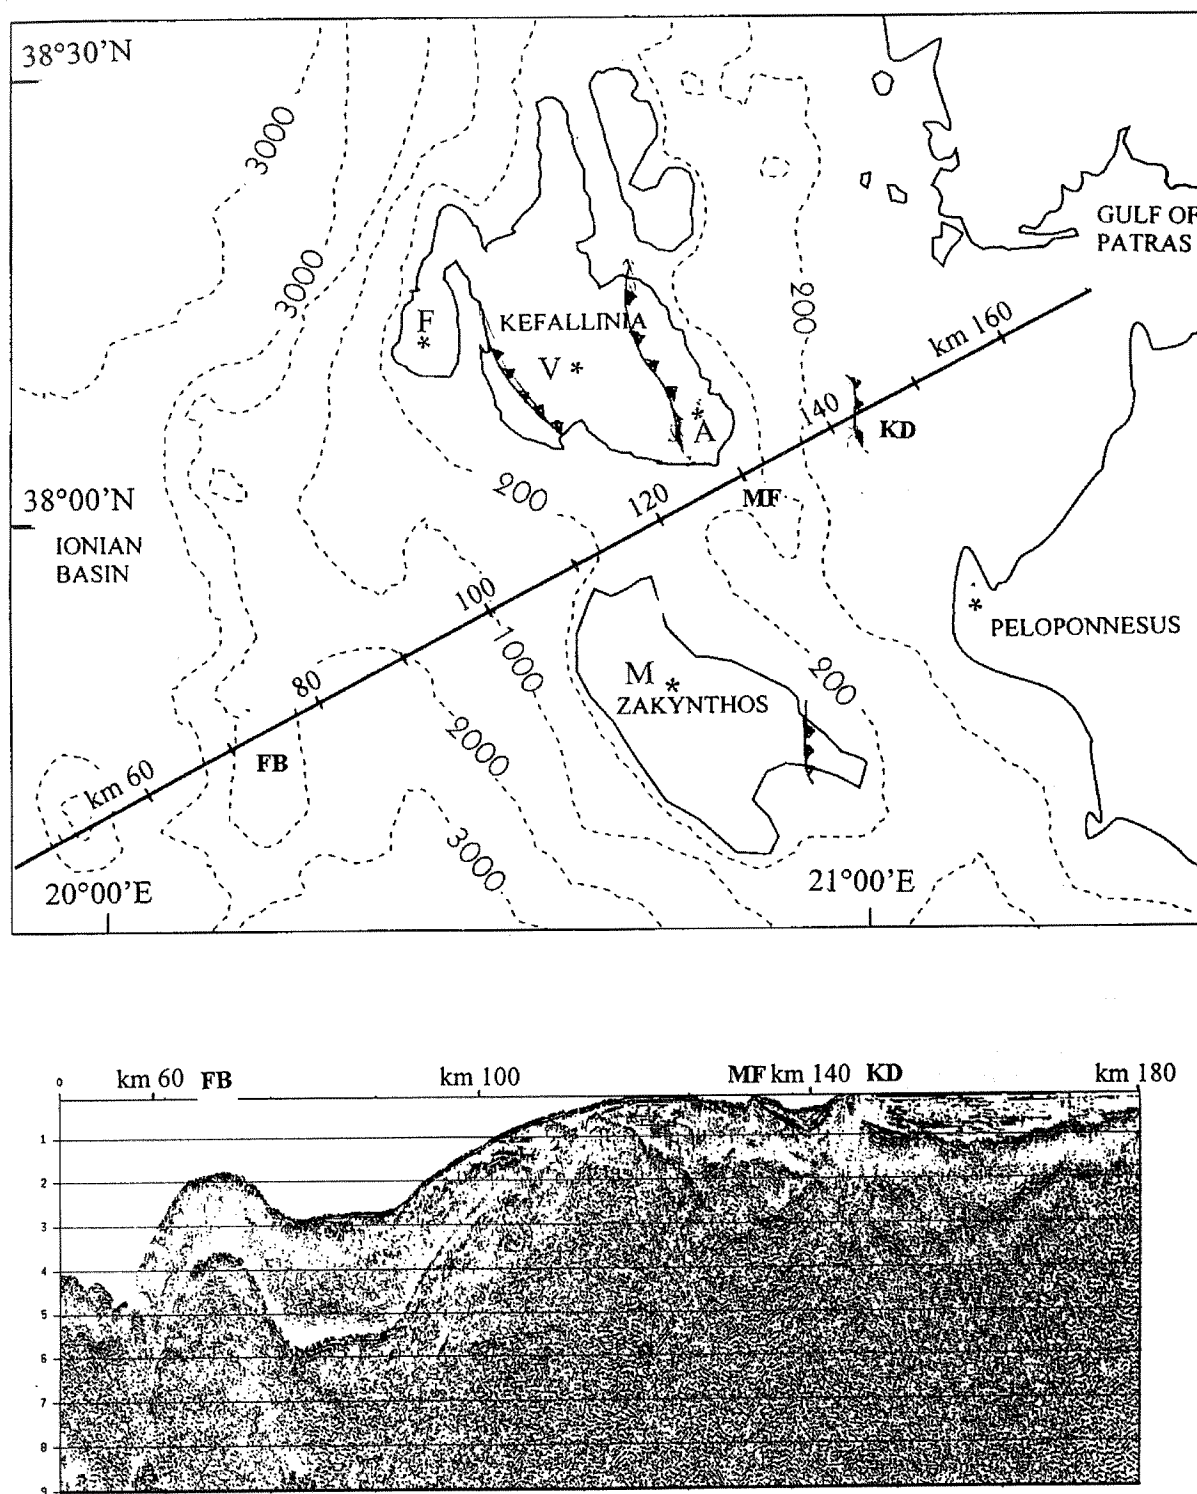 38°30'N
3000
GULF OF
PATRAS
3000
200
F
KEFALLINIA
km 160
V
140
A
KD
200
MF
38°00'N
120
IONIAN
BASIN
100
PELOPONNESUS
1000
M
200
ZAKYNTHOS
80
2000
FB
km 60
3000
20°00'E
21°00'E
km 60 FB km 100 MF km 140 KD km 180
0
1
2
3
4
5
6
7
8
9